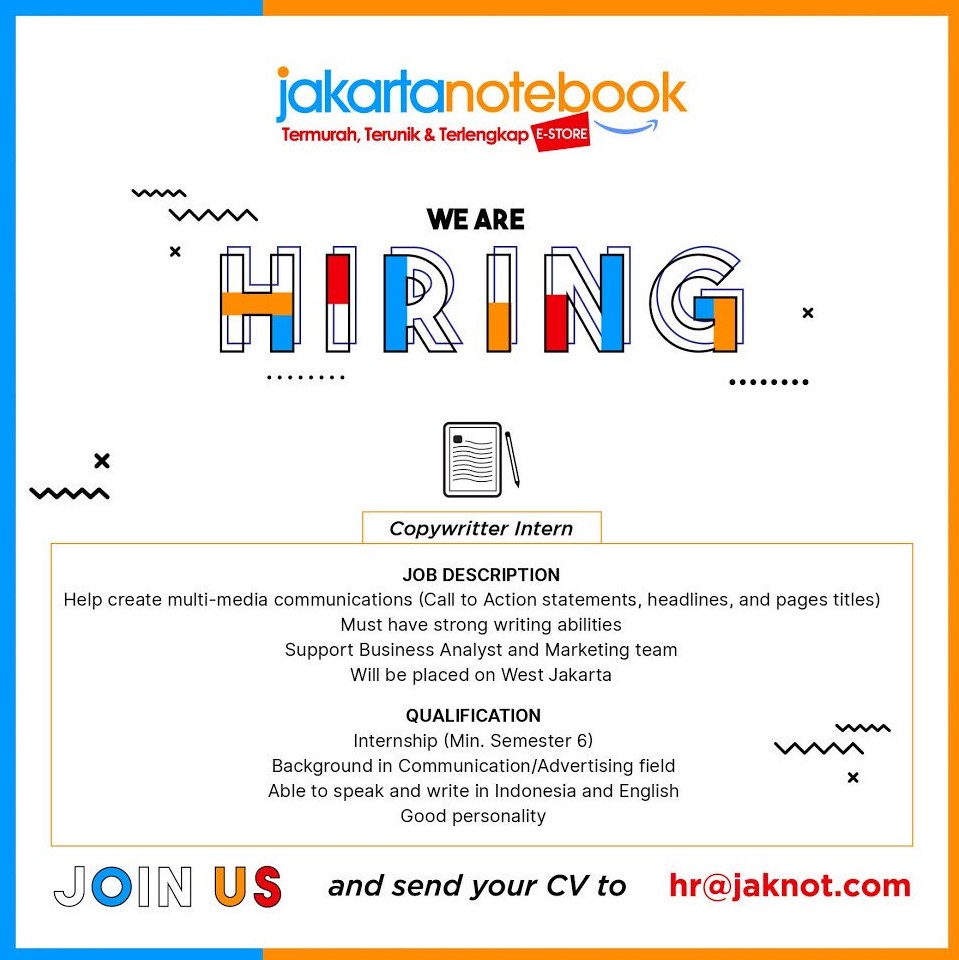 jakartanotebook
Termurah, Terunik & Terlengkap E-STORE
WE ARE
HIRING
Copywritter Intern
JOB DESCRIPTION
Help create multi-media communications (Call to Action statements, headlines, and pages titles)
Must have strong writing abilities
Support Business Analyst and Marketing team
Will be placed on West Jakarta
QUALIFICATION
Internship (Min. Semester 6)
Background in Communication/Advertising field
Able to speak and write in Indonesia and English
Good personality
JOIN US and send your CV to hr@jaknot.com